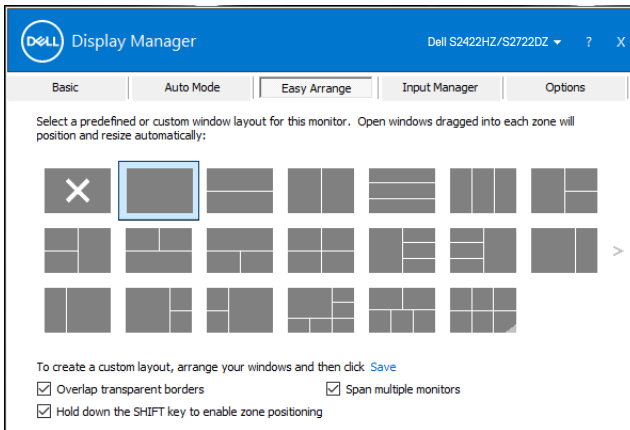 DELL Display Manager Dell S2422HZ/S2722DZ ? X
Basic Auto Mode Easy Arrange Input Manager Options
Select a predefined or custom window layout for this monitor. Open windows dragged into each zone will
position and resize automatically:
>
To create a custom layout, arrange your windows and then click Save
Overlap transparent borders Span multiple monitors
Hold down the SHIFT key to enable zone positioning